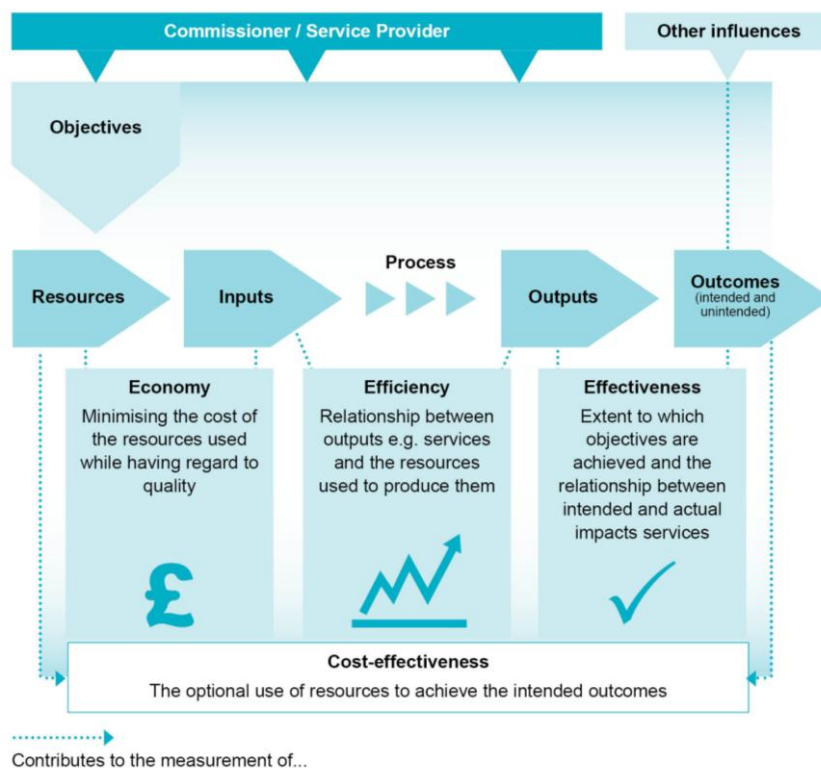 Commissioner / Service Provider
Other influences
Objectives
Resources
Inputs
Process
Outputs
Outcomes
(intended and
unintended)
Economy
Minimising the cost of
the resources used
while having regard to
quality
£
Efficiency
Relationship between
outputs e.g. services
and the resources
used to produce them
Effectiveness
Extent to which
objectives are
achieved and the
relationship between
intended and actual
impacts services
Cost-effectiveness
The optional use of resources to achieve the intended outcomes
Contributes to the measurement of...